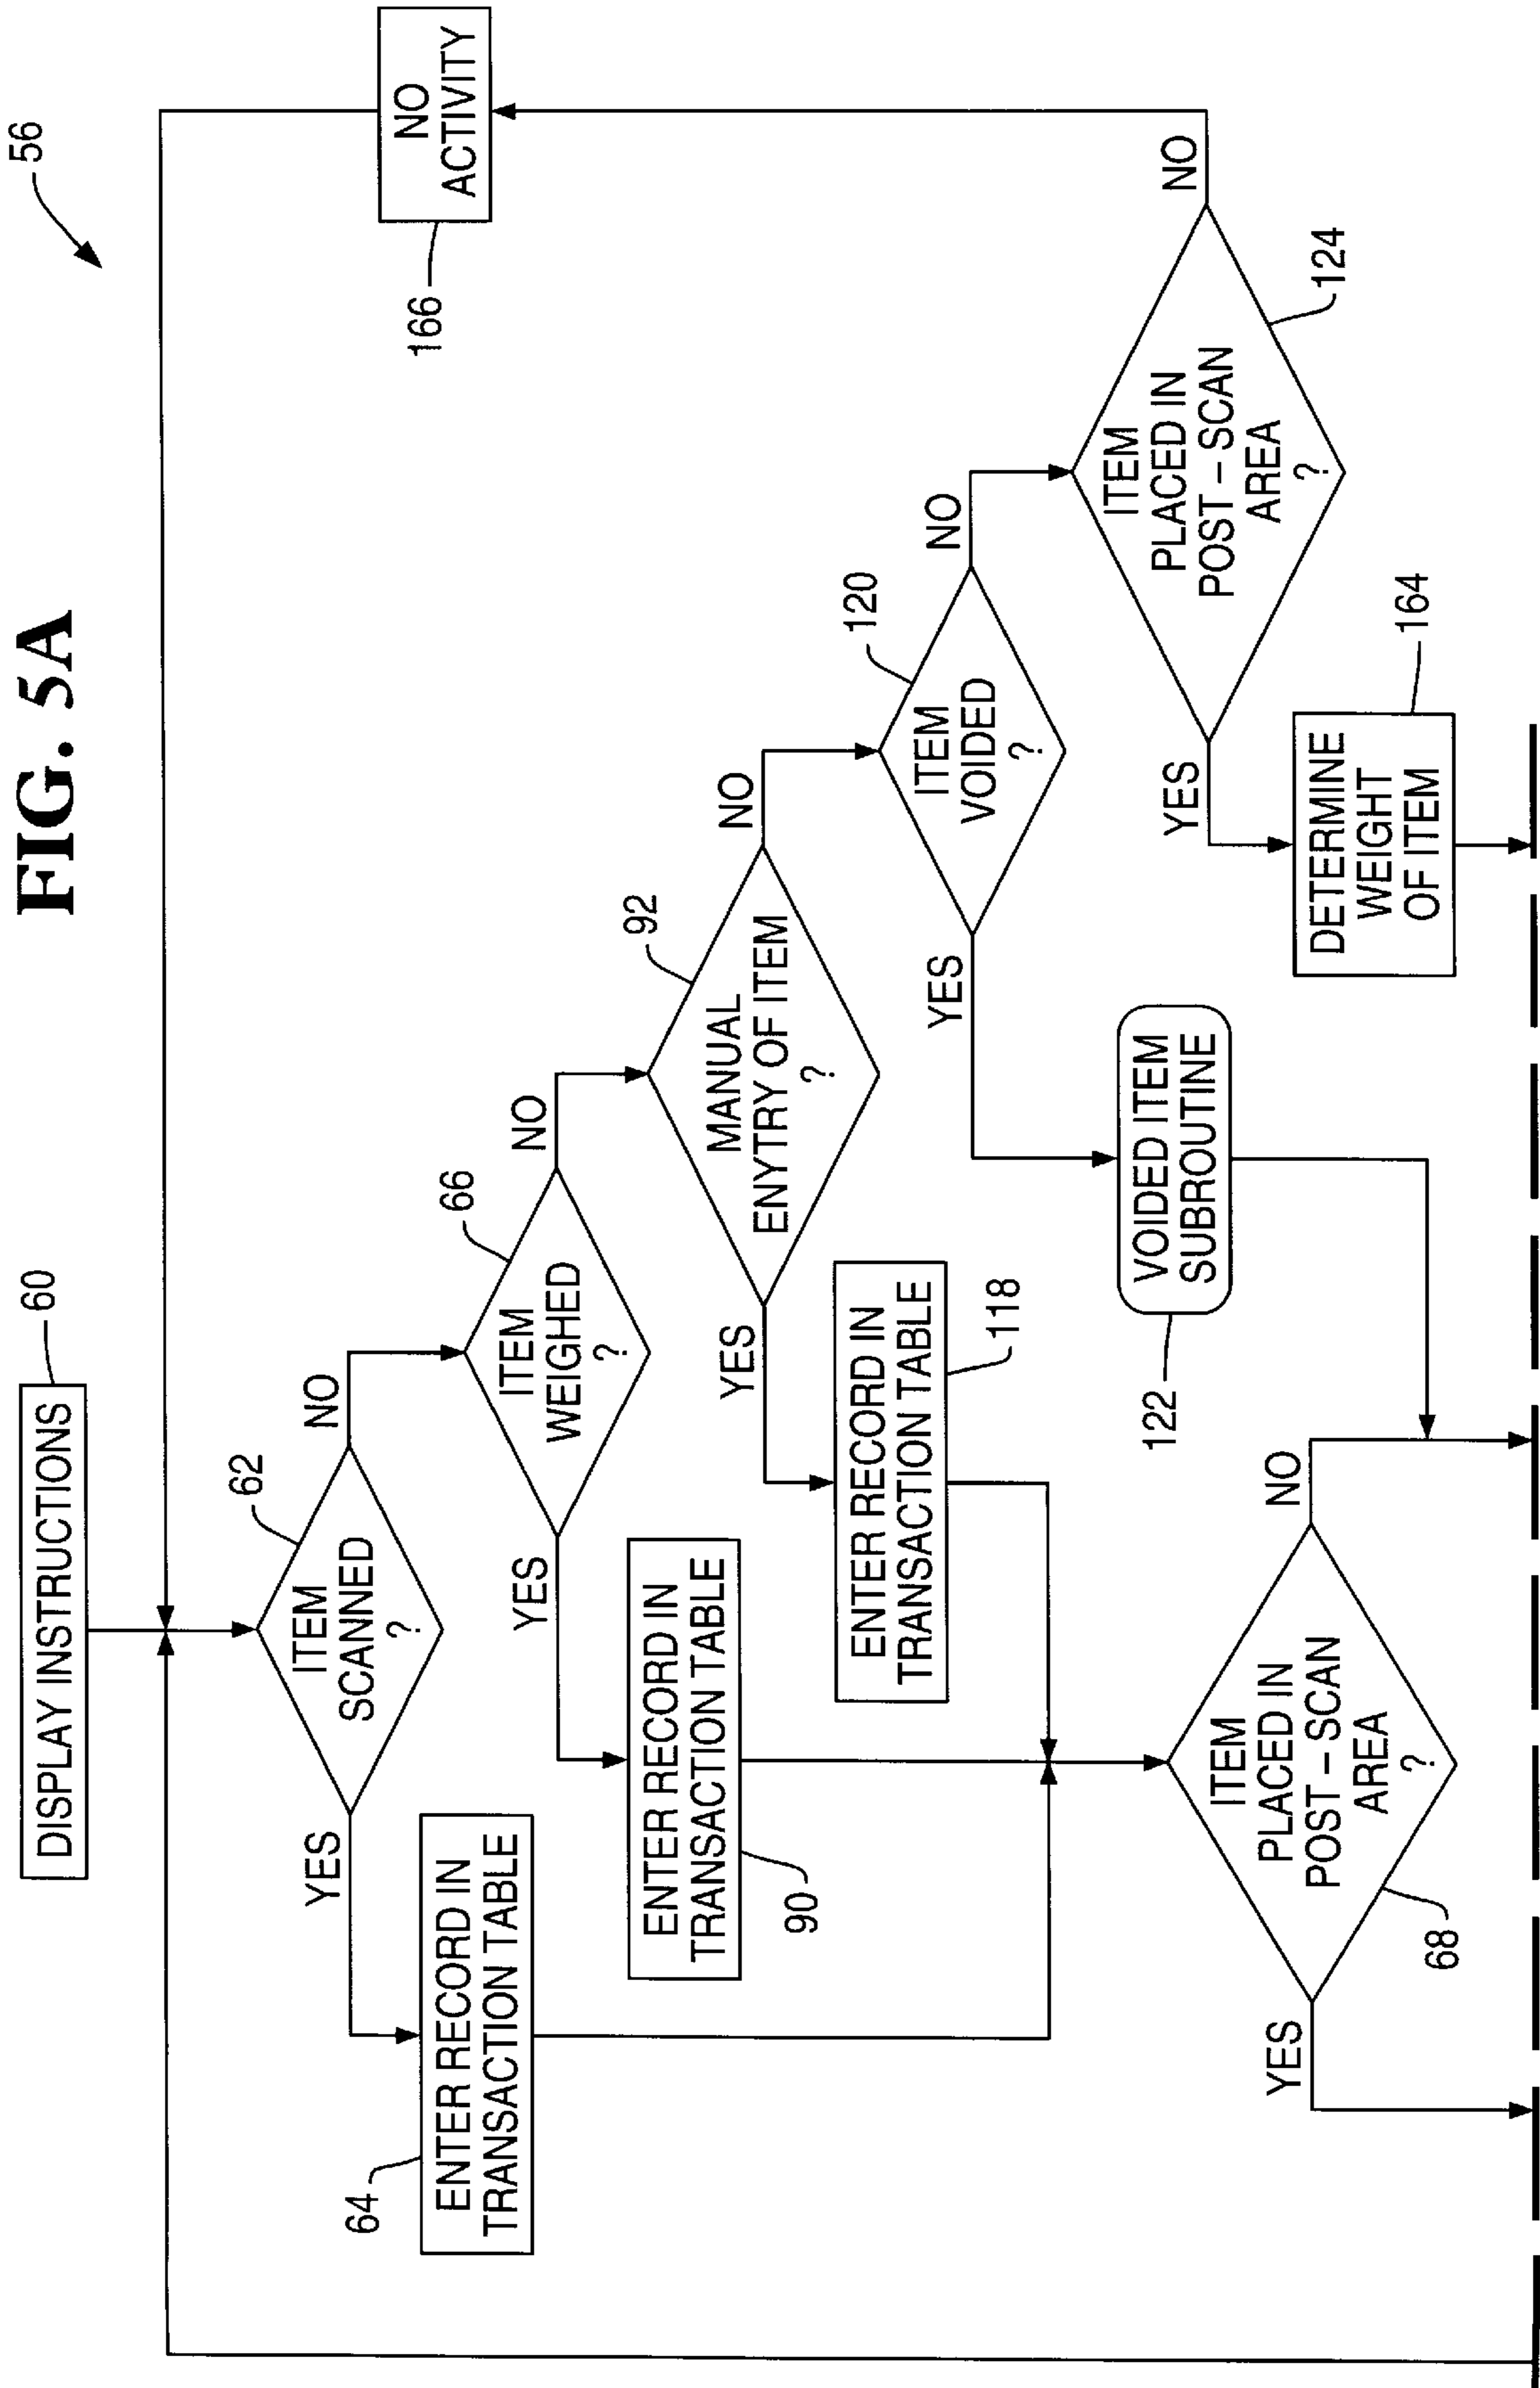 FIG. 5A
56
DISPLAY INSTRUCTIONS
60
ITEM
SCANNED
?
62
YES
NO
ENTER RECORD IN
TRANSACTION TABLE
64
ITEM
WEIGHED
?
66
YES
NO
ENTER RECORD IN
TRANSACTION TABLE
90
MANUAL
ENYTRY OF ITEM
?
92
YES
NO
ENTER RECORD IN
TRANSACTION TABLE
118
ITEM
VOIDED
?
120
YES
NO
VOIDED ITEM
SUBROUTINE
122
ITEM
PLACED IN
POST – SCAN
AREA
?
124
YES
NO
DETERMINE
WEIGHT
OF ITEM
164
NO
ACTIVITY
166
ITEM
PLACED IN
POST – SCAN
AREA
?
68
YES
NO